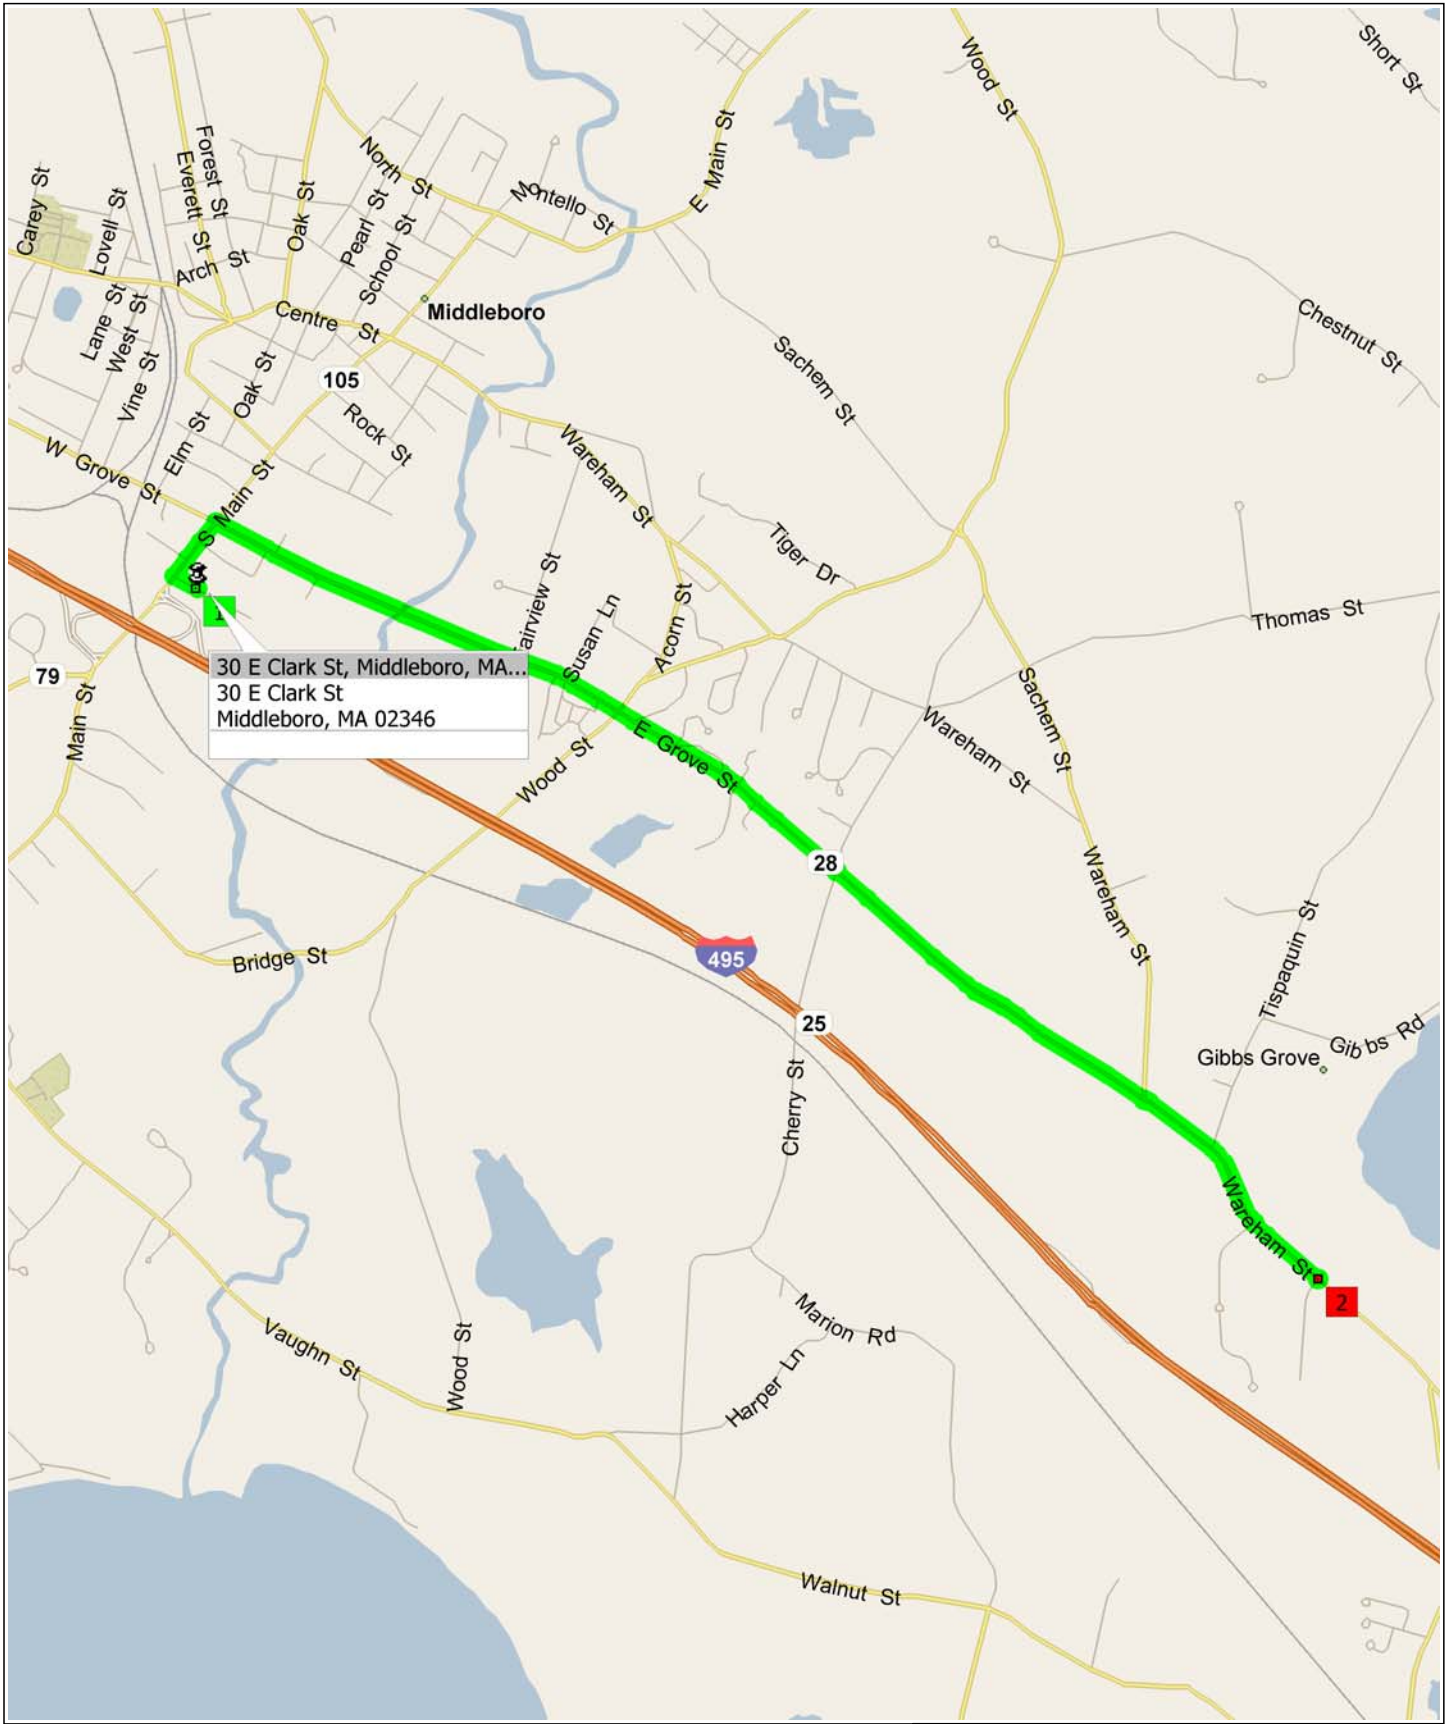 Short St
Wood St
E Main St
Forest St
Everett St
North St
Montello St
Carey St
Lovell St
Oak St
Pearl St
School St
Arch St
Lane St
West St
Vine St
Centre St
Middleboro
Chestnut St
Sachem St
105
Oak St
Rock St
Elm St
W Grove St
S Main St
Wareham St
Tiger Dr
Fairview St
Susan Ln
Acorn St
Thomas St
1
30 E Clark St, Middleboro, MA...
30 E Clark St
Middleboro, MA 02346
79
Main St
E Grove St
Wood St
Sachem St
Wareham St
28
Wareham St
Bridge St
495
25
Tispaquin St
Gibbs Rd
Gibbs Grove
Cherry St
Wareham St
2
Marion Rd
Harper Ln
Vaughn St
Wood St
Walnut St